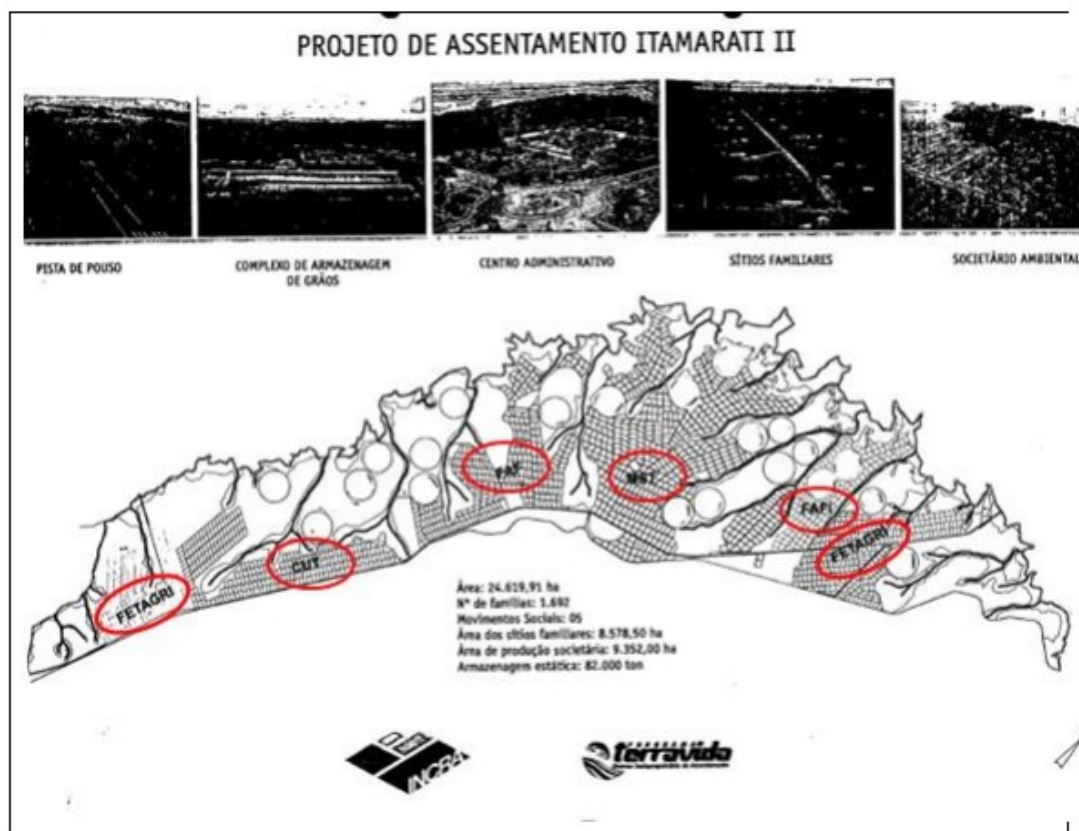 PROJETO DE ASSENTAMENTO ITAMARATI II
PISTA DE POUSO
COMPLEXO DE ARMAZENAGEM
DE GRÃOS
CENTRO ADMINISTRATIVO
SÍTIOS FAMILIARES
SOCIETÁRIO AMBIENTAL
PAF
MST
FAFI
FETAGRI
CUT
FETAGRI
Área: 24.619,91 ha
Nº de famílias: 1.692
Movimentos Sociais: 05
Área dos sítios familiares: 8.578,50 ha
Área de produção societária: 9.352,00 ha
Armazenagem estática: 82.000 ton
INCRA
terravida